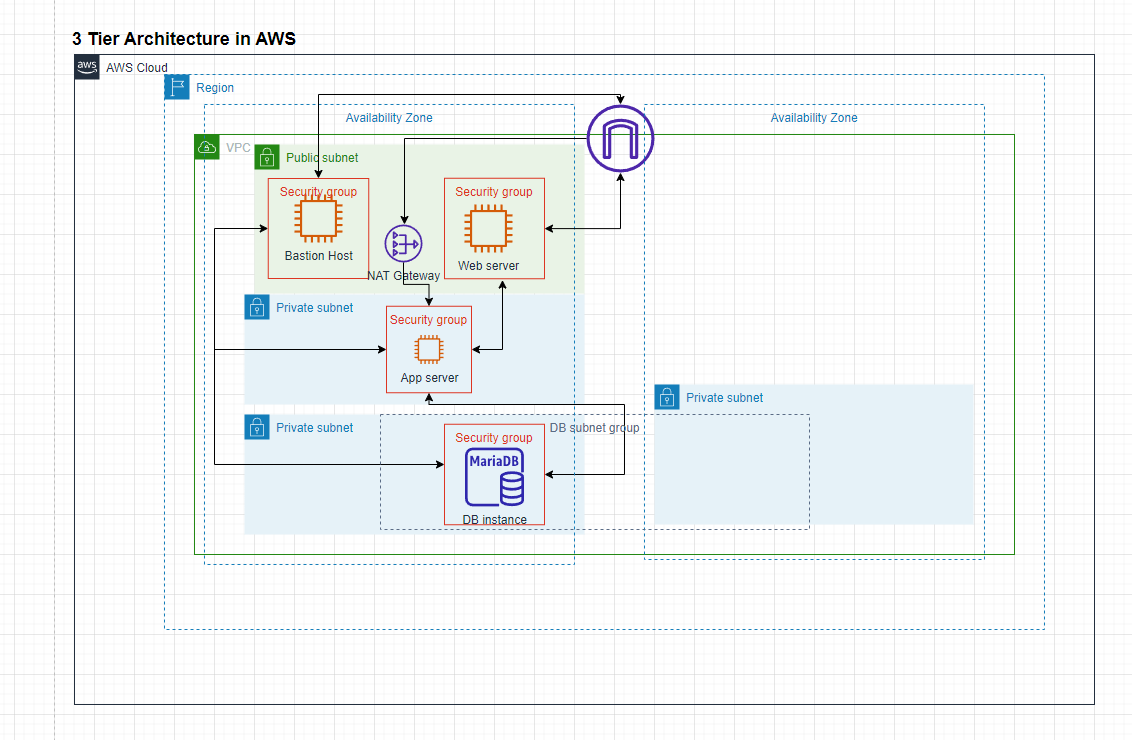 3 Tier Architecture in AWS
aws
AWS Cloud
Region
Availability Zone
Availability Zone
VPC
Public subnet
Security group
Security group
Bastion Host
Web server
NAT Gateway
Private subnet
Security group
App server
Private subnet
Private subnet
DB subnet group
Security group
MariaDB
DB instance